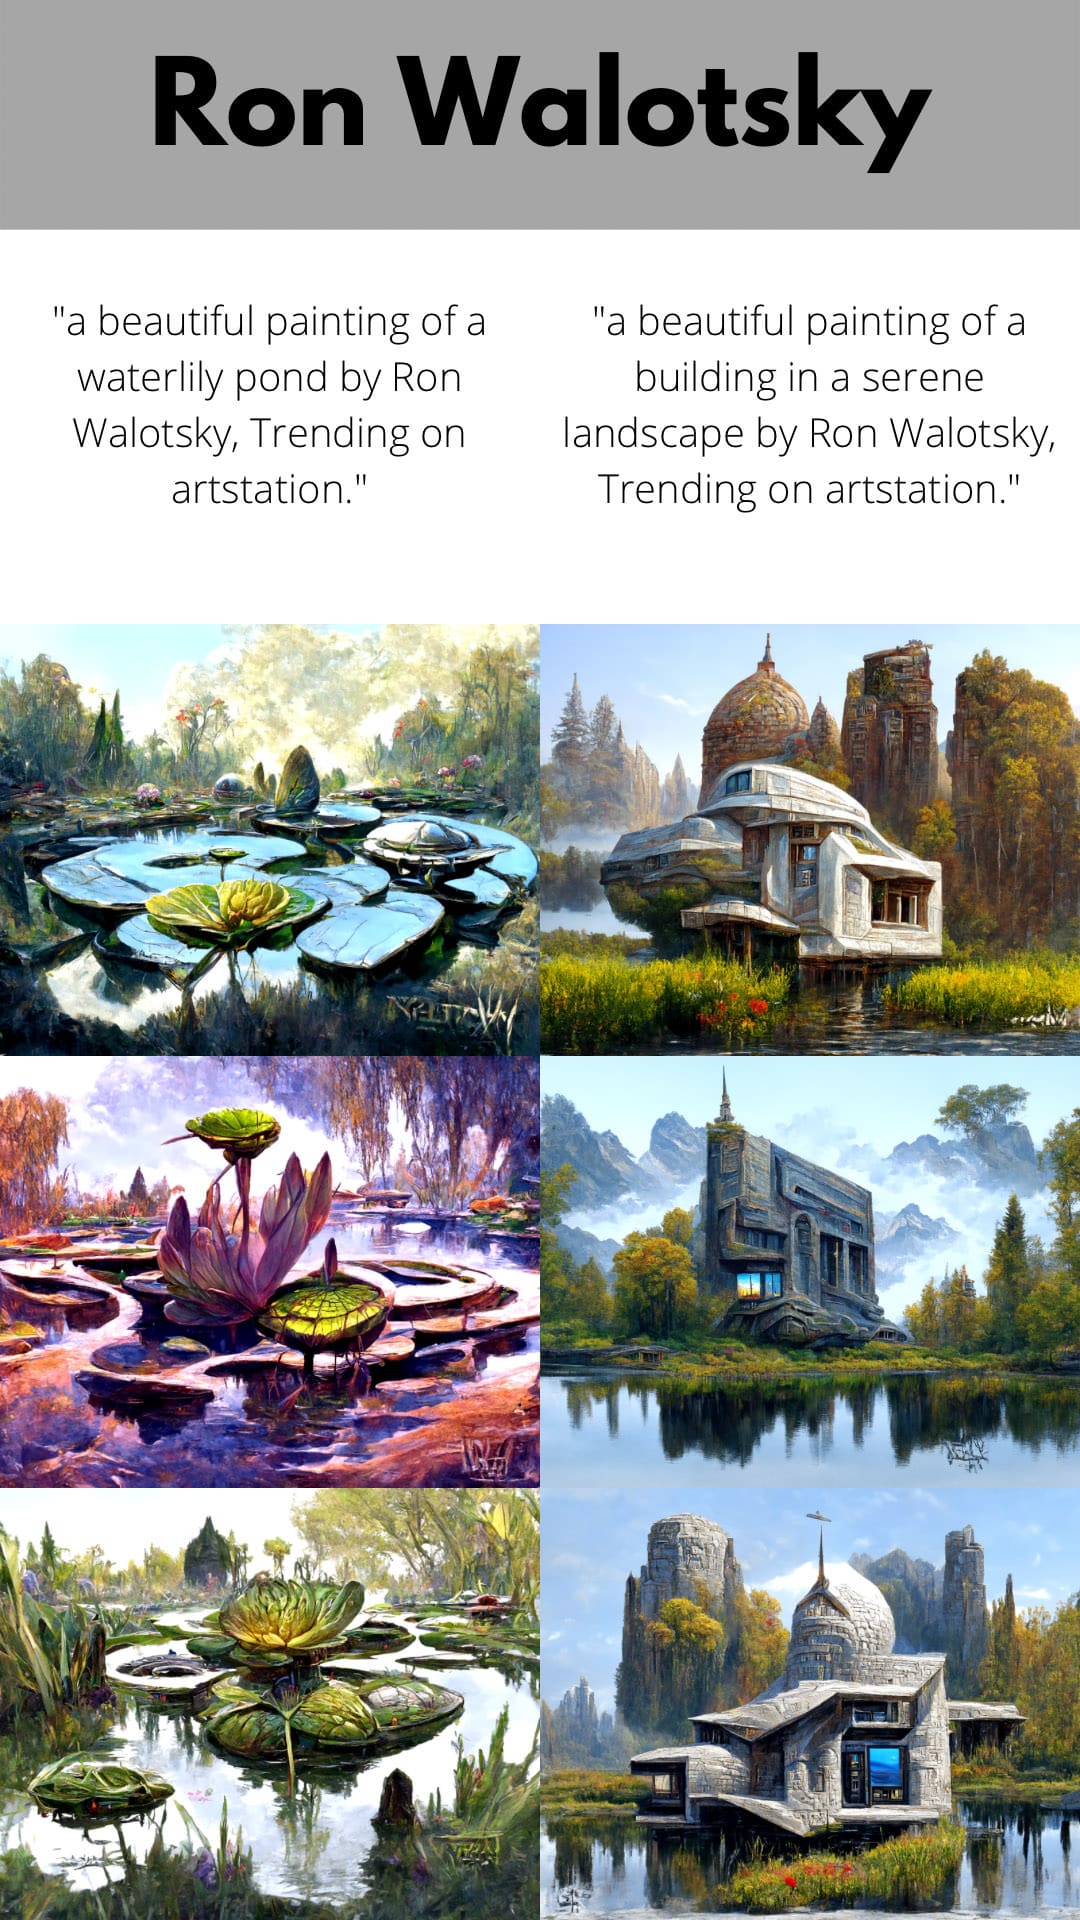 Ron Walotsky
"a beautiful painting of a
waterlily pond by Ron
Walotsky, Trending on
artstation."
"a beautiful painting of a
building in a serene
landscape by Ron Walotsky,
Trending on artstation."